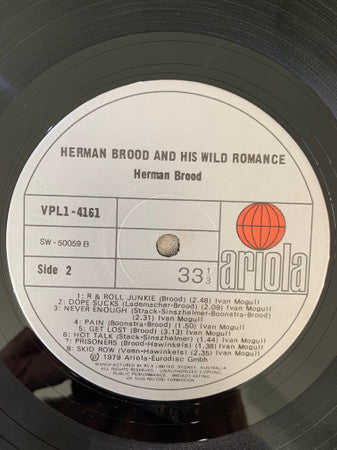 HERMAN BROOD AND HIS WILD ROMANCE
Herman Brood
VPL1-4161
SW-50059 B
Side 2
33 1/3
ariola
1: R & ROLL JUNKIE (Brood) (2.48) Ivan Mogull
2: DOPE SUCKS (Lademacher-Brood) (2.09) Ivan Mogull
3: NEVER ENOUGH (Stack-Sinszheimer-Boonstra-Brood)
(2.31) Ivan Mogull
4: PAIN (Boonstra-Brood) (1.50) Ivan Mogull
5: GET LOST (Brood) (3.13) Ivan Mogull
6: HOT TALK (Stack-Sinszhelmer) (1.44) Ivan Mogull
7: PRISONERS (Brood-Hawinkels) (1.38) Ivan Mogull
8: SKID ROW (Veen-Hawinkels) (2.35) Ivan Mogull
℗ 1979 Ariola-Eurodisc GmbH
MANUFACTURED BY RCA LIMITED, SYDNEY, AUSTRALIA
ALL RIGHTS RESERVED. UNAUTHORISED COPYING,
PUBLIC PERFORMANCE, BROADCASTING
OF THIS RECORD FORBIDDEN.